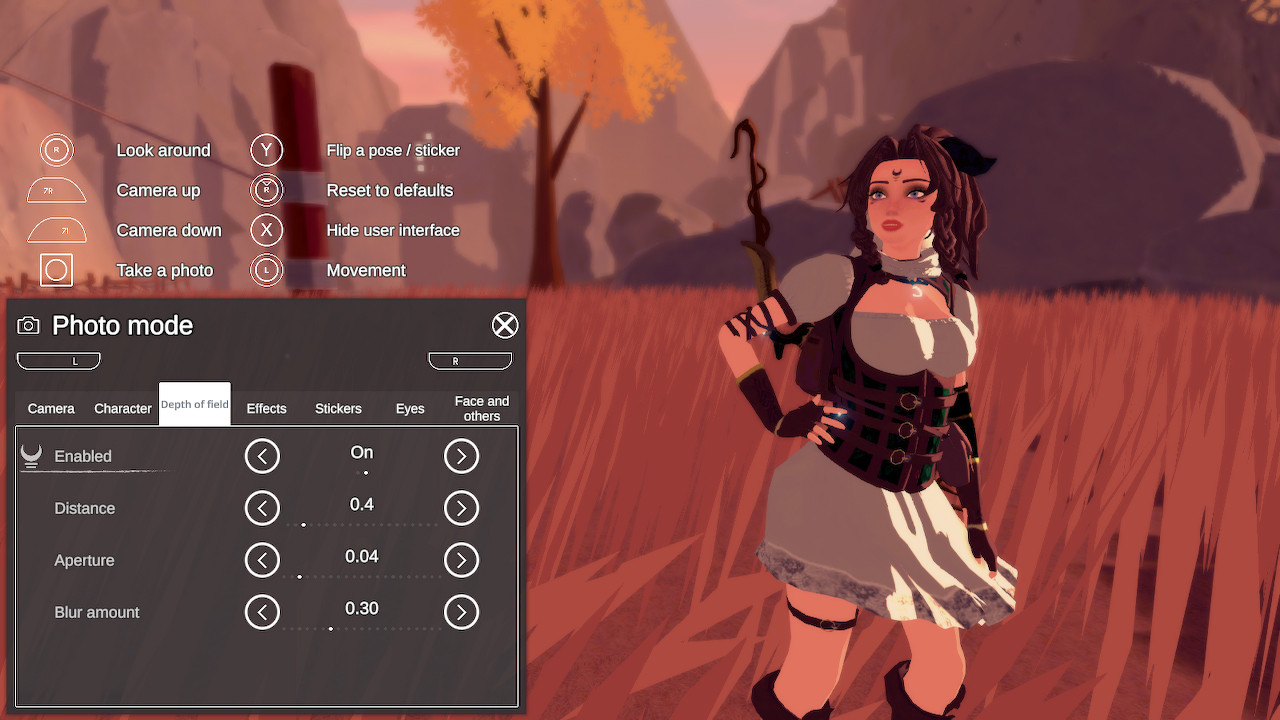 R Look around Y Flip a pose / sticker
ZR Camera up R Reset to defaults
Zl Camera down X Hide user interface
Take a photo L Movement
Photo mode
L R
Camera Character Depth of field Effects Stickers Eyes Face and
others
Enabled On
Distance 0.4
Aperture 0.04
Blur amount 0.30